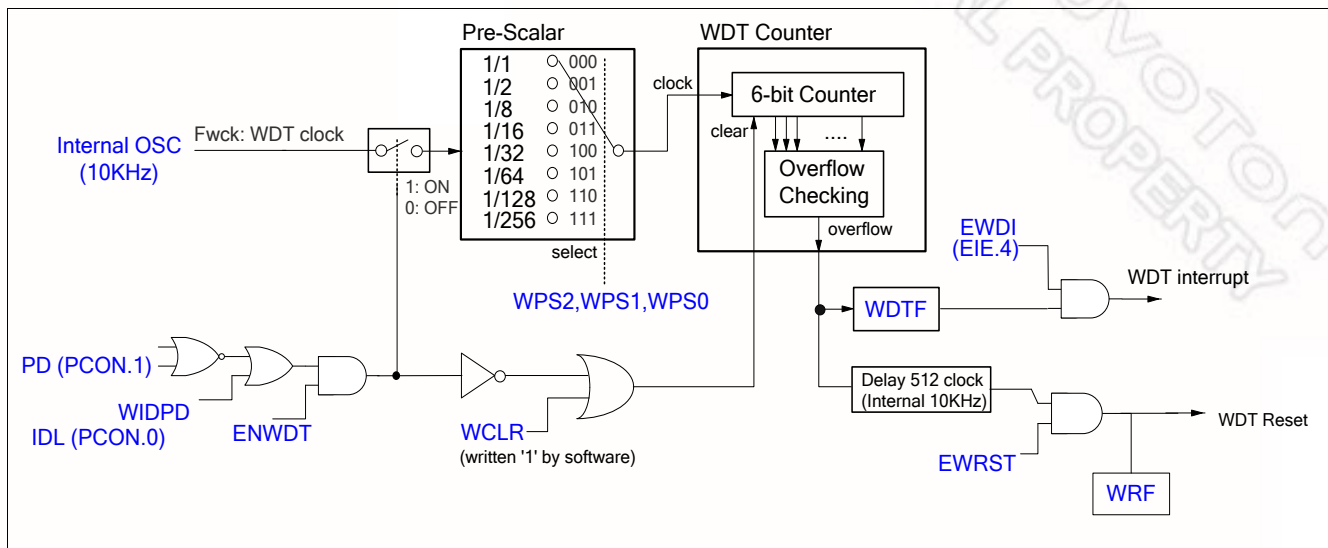 OVOTON
AL PROPERTY
Pre-Scalar
WDT Counter
1/1 000
1/2 001
1/8 010
1/16 011
1/32 100
1/64 101
1/128 110
1/256 111
select
WPS2,WPS1,WPS0
Internal OSC
(10KHz)
Fwck: WDT clock
1: ON
0: OFF
clock
6-bit Counter
clear
....
Overflow
Checking
overflow
EWDI
(EIE.4)
WDT interrupt
WDTF
PD (PCON.1)
WIDPD
IDL (PCON.0)
ENWDT
WCLR
(written '1' by software)
Delay 512 clock
(Internal 10KHz)
EWRST
WDT Reset
WRF